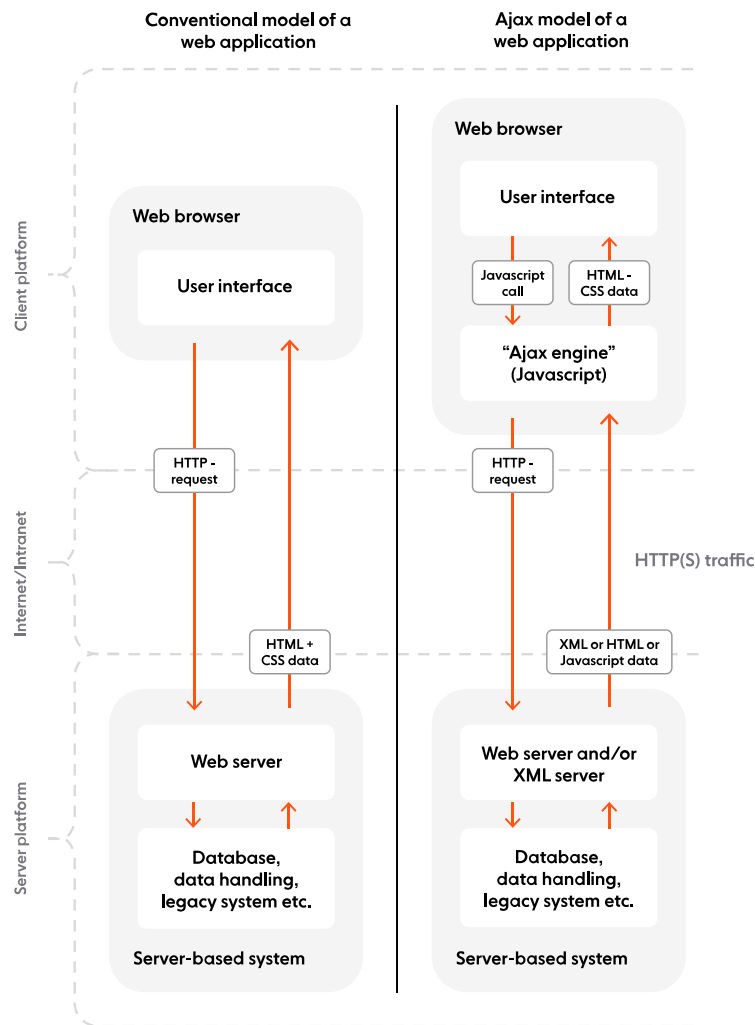 Conventional model of a
web application
Ajax model of a
web application
Client platform
Internet/Intranet
Server platform
Web browser
User interface
HTTP -
request
HTML +
CSS data
Web server
Database,
data handling,
legacy system etc.
Server-based system
Web browser
User interface
Javascript
call
HTML -
CSS data
“Ajax engine”
(Javascript)
HTTP -
request
HTTP(S) traffic
XML or HTML or
Javascript data
Web server and/or
XML server
Database,
data handling,
legacy system etc.
Server-based system